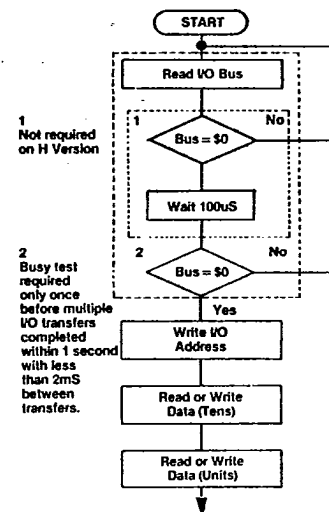 START
Read I/O Bus
1
Not required
on H Version
1
No
Bus = $0
Wait 100uS
2
No
Bus = $0
2
Busy test
required
only once
before multiple
I/O transfers
completed
within 1 second
with less
than 2mS
between
transfers.
Yes
Write I/O
Address
Read or Write
Data (Tens)
Read or Write
Data (Units)